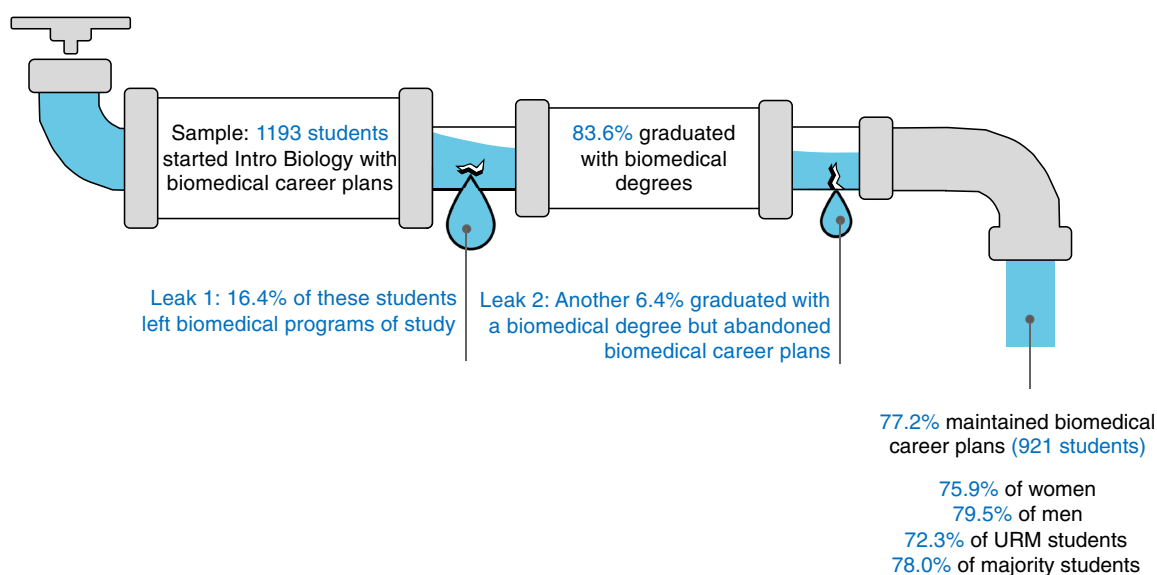 Sample: 1193 students
started Intro Biology with
biomedical career plans
83.6% graduated
with biomedical
degrees
Leak 1: 16.4% of these students
left biomedical programs of study
Leak 2: Another 6.4% graduated with
a biomedical degree but abandoned
biomedical career plans
77.2% maintained biomedical
career plans (921 students)
75.9% of women
79.5% of men
72.3% of URM students
78.0% of majority students